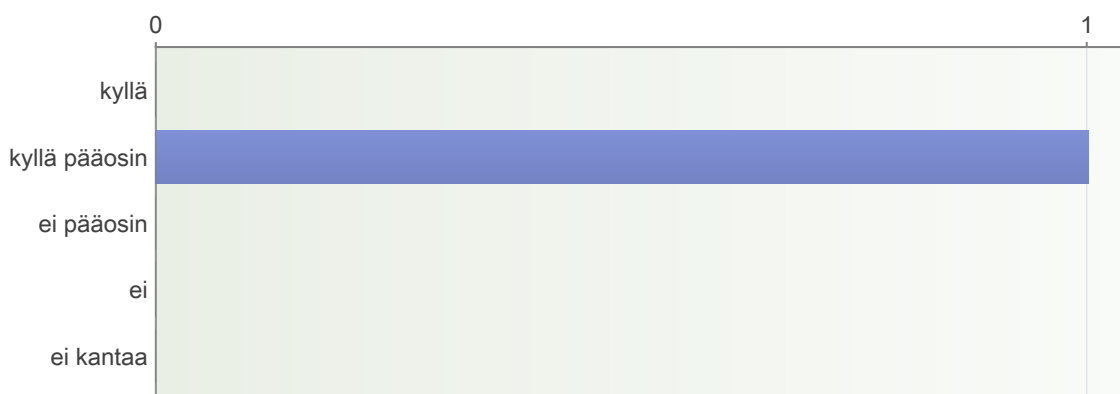 0 1
kyllä
kyllä pääosin
ei pääosin
ei
ei kantaa